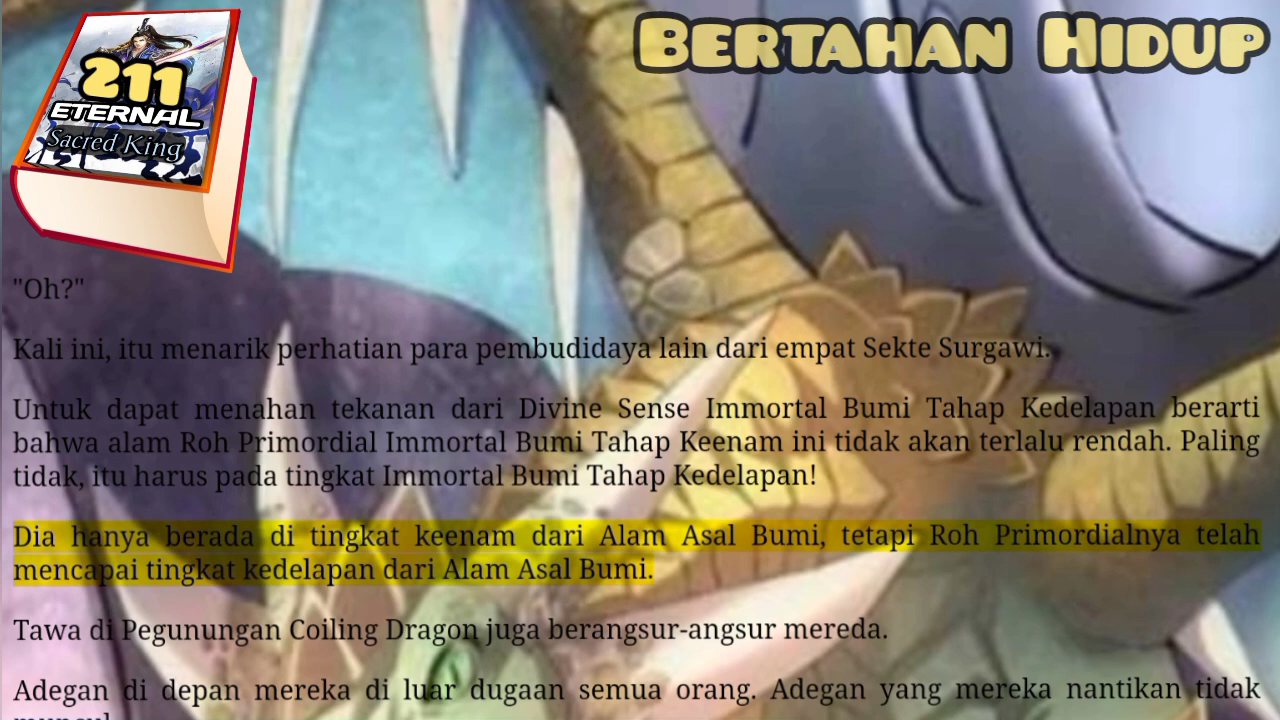 BERTAHAN HIDUP
211
ETERNAL
Sacred King
"Oh?"
Kali ini, itu menarik perhatian para pembudidaya lain dari empat Sekte Surgawi.
Untuk dapat menahan tekanan dari Divine Sense Immortal Bumi Tahap Kedelapan berarti
bahwa alam Roh Primordial Immortal Bumi Tahap Keenam ini tidak akan terlalu rendah. Paling
tidak, itu harus pada tingkat Immortal Bumi Tahap Kedelapan!
Dia hanya berada di tingkat keenam dari Alam Asal Bumi, tetapi Roh Primordialnya telah
mencapai tingkat kedelapan dari Alam Asal Bumi.
Tawa di Pegunungan Coiling Dragon juga berangsur-angsur mereda.
Adegan di depan mereka di luar dugaan semua orang. Adegan yang mereka nantikan tidak